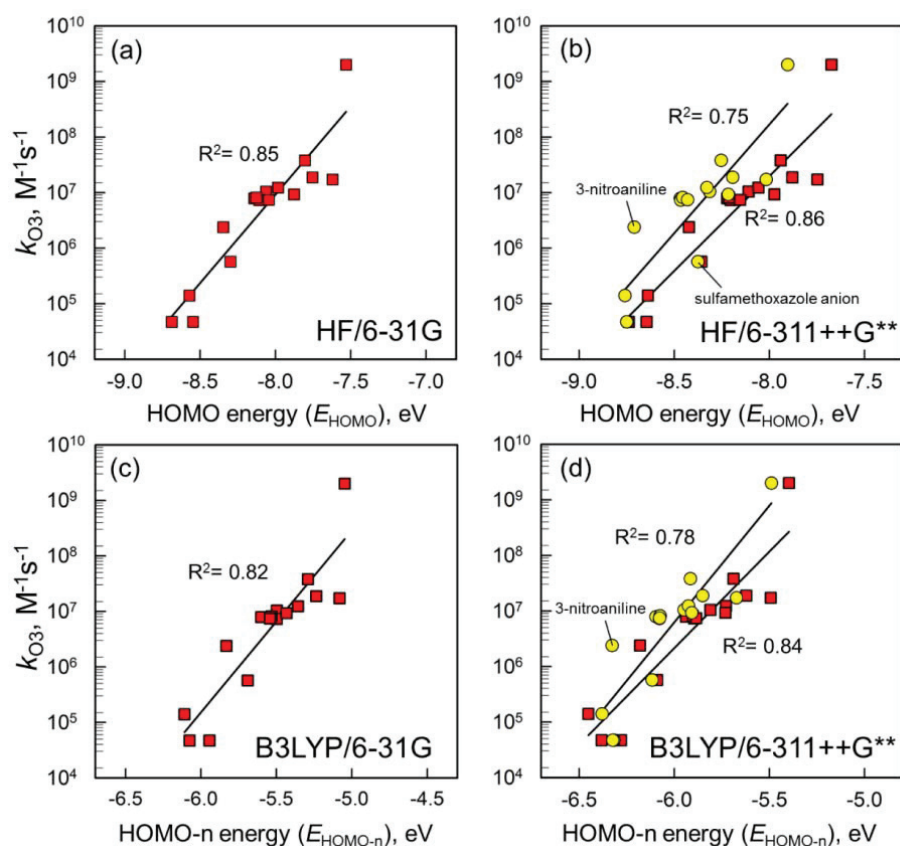 (a)
10¹⁰
10⁹
10⁸
10⁷
10⁶
10⁵
10⁴
kO3, M⁻¹s⁻¹
R²= 0.85
HF/6-31G
-9.0 -8.5 -8.0 -7.5 -7.0
HOMO energy (EHOMO), eV
(b)
10¹⁰
10⁹
10⁸
10⁷
10⁶
10⁵
10⁴
R²= 0.75
3-nitroaniline
R²= 0.86
sulfamethoxazole anion
HF/6-311++G**
-9.0 -8.5 -8.0 -7.5
HOMO energy (EHOMO), eV
(c)
10¹⁰
10⁹
10⁸
10⁷
10⁶
10⁵
10⁴
kO3, M⁻¹s⁻¹
R²= 0.82
B3LYP/6-31G
-6.5 -6.0 -5.5 -5.0 -4.5
HOMO-n energy (EHOMO-n), eV
(d)
10¹⁰
10⁹
10⁸
10⁷
10⁶
10⁵
10⁴
R²= 0.78
3-nitroaniline
R²= 0.84
B3LYP/6-311++G**
-6.5 -6.0 -5.5 -5.0
HOMO-n energy (EHOMO-n), eV